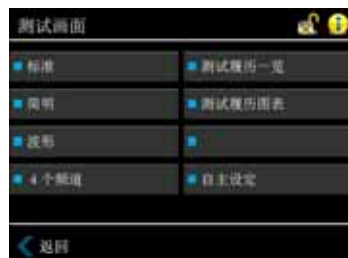 测试画面
标准
测试履历一览
简明
测试履历图表
波形
4个频道
自主设定
返回